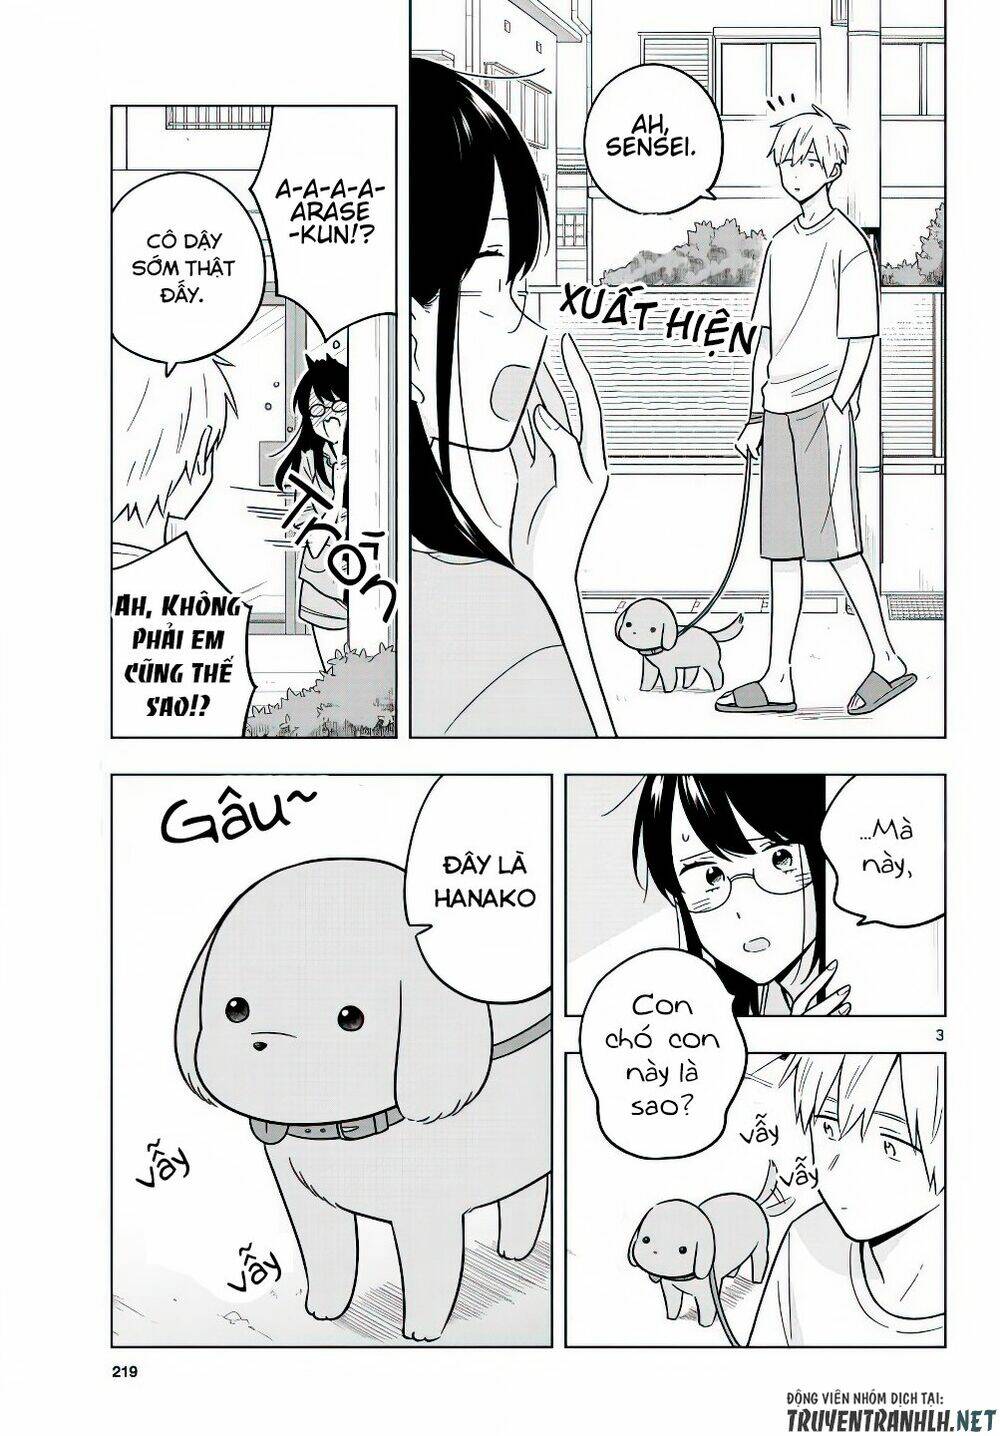 AH,
SENSEI.
XUẤT HIỆN
A-A-A-A-
ARASE
-KUN!?
CÔ DẬY
SỚM THẬT
ĐẤY.
Trốn
AH, KHÔNG
PHẢI EM
CŨNG THẾ
SAO!?
...Mà
này,
Con
chó con
này là
sao?
3
vẫy
vẫy
Gâu~
ĐÂY LÀ
HANAKO
vẫy
vẫy
219
ĐỘNG VIÊN NHÓM DỊCH TẠI:
TRUYENTRANHLH.NET